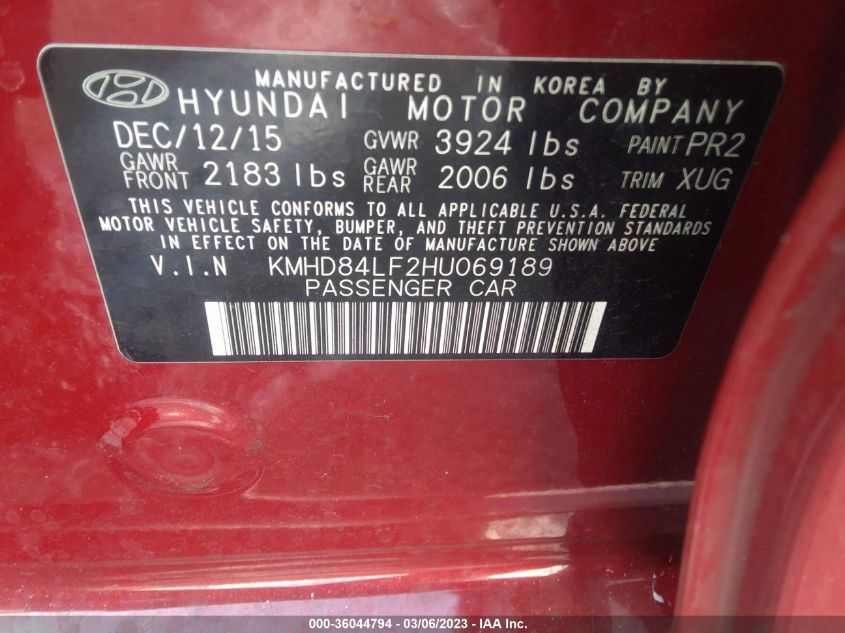 MANUFACTURED IN KOREA BY
HYUNDAI MOTOR COMPANY
DEC/12/15 GVWR 3924 lbs PAINT PR2
GAWR FRONT 2183 lbs GAWR REAR 2006 lbs TRIM XUG
THIS VEHICLE CONFORMS TO ALL APPLICABLE U.S.A. FEDERAL
MOTOR VEHICLE SAFETY, BUMPER, AND THEFT PREVENTION STANDARDS
IN EFFECT ON THE DATE OF MANUFACTURE SHOWN ABOVE
V.I.N KMHD84LF2HU069189
PASSENGER CAR
000-36044794 - 03/06/2023 - IAA Inc.